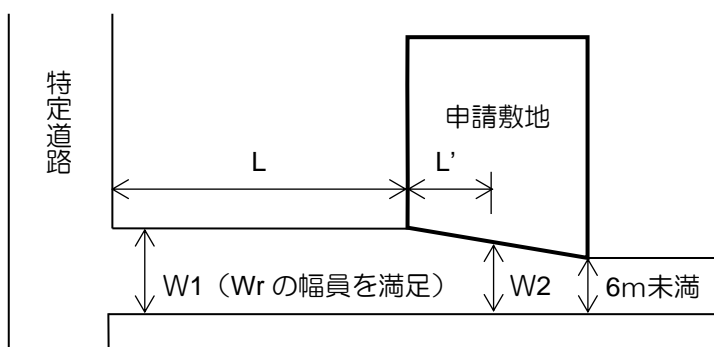 特定道路
申請敷地
L
L’
W1（Wr の幅員を満足）
W2
6m未満